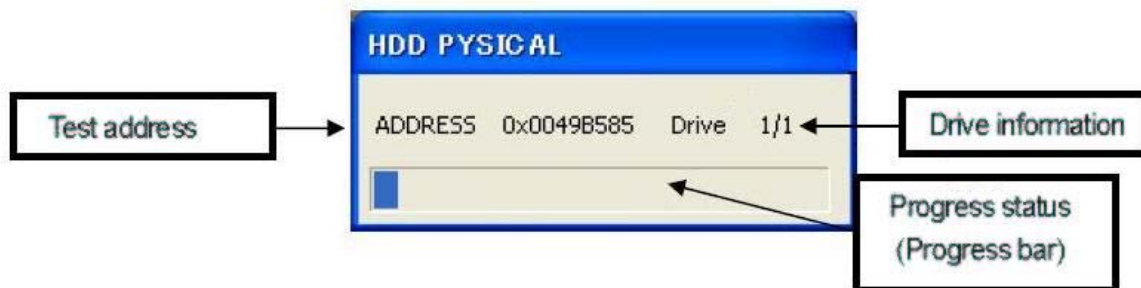 HDD PYSICAL
Test address
ADDRESS 0x0049B585 Drive 1/1
Drive information
Progress status
(Progress bar)